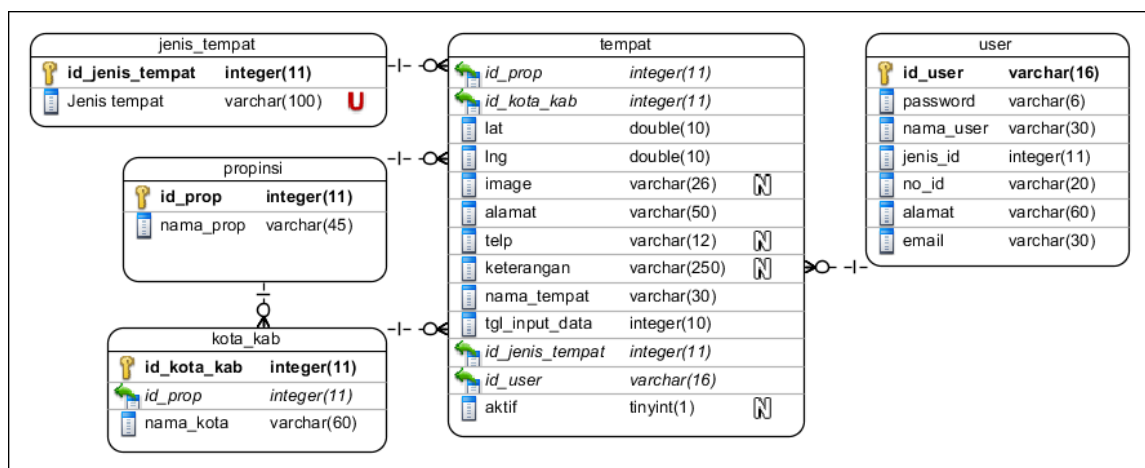 jenis_tempat
id_jenis_tempat integer(11)
Jenis tempat varchar(100) U
propinsi
id_prop integer(11)
nama_prop varchar(45)
kota_kab
id_kota_kab integer(11)
id_prop integer(11)
nama_kota varchar(60)
tempat
id_prop integer(11)
id_kota_kab integer(11)
lat double(10)
lng double(10)
image varchar(26) N
alamat varchar(50)
telp varchar(12) N
keterangan varchar(250) N
nama_tempat varchar(30)
tgl_input_data integer(10)
id_jenis_tempat integer(11)
id_user varchar(16)
aktif tinyint(1) N
user
id_user varchar(16)
password varchar(6)
nama_user varchar(30)
jenis_id integer(11)
no_id varchar(20)
alamat varchar(60)
email varchar(30)